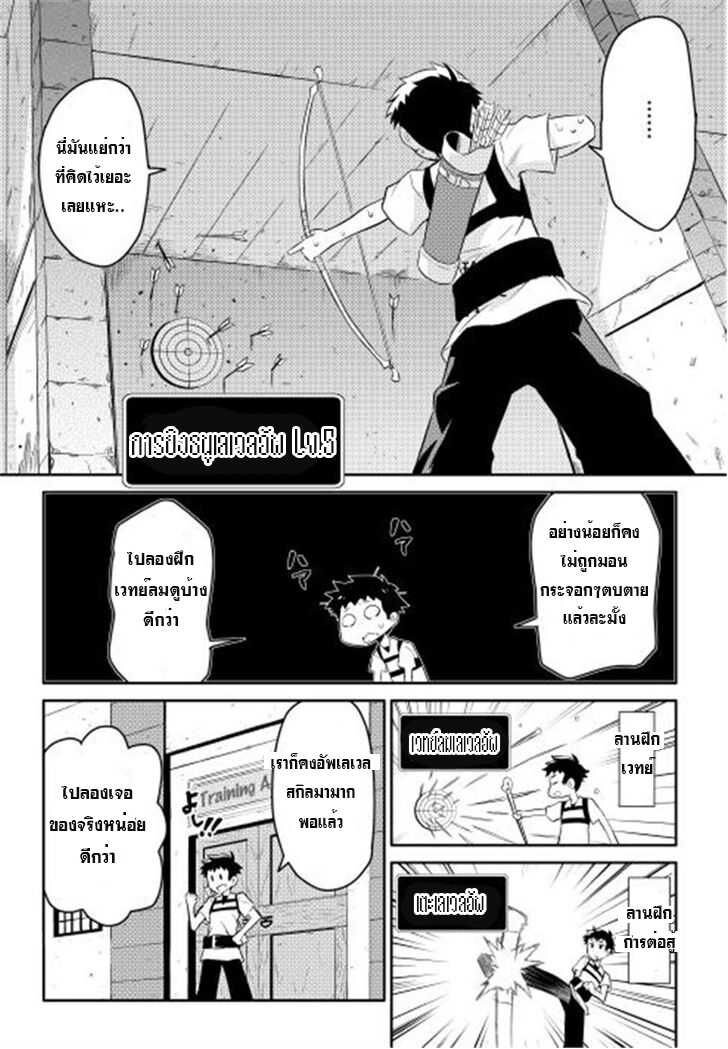 ........
นี่มันแย่กว่า
ที่คิดไว้เยอะ
เลยแหะ..
การยิงธนูเลเวลอัพ Lv.5
อย่างน้อยก็คง
ไม่ถูกมอน
กระจอกๆตบตาย
แล้วละมั้ง
ハァ
ハァ
ไปลองฝึก
เวทย์ลมดูบ้าง
ดีกว่า
ลานฝึก
เวทย์
เวทย์ลมเลเวลอัพ
ลานฝึก
การต่อสู้
เตะเลเวลอัพ
เราก็คงอัพเลเวล
สกิลมามาก
พอแล้ว
Training A
よし!!
ไปลองเจอ
ของจริงหน่อย
ดีกว่า